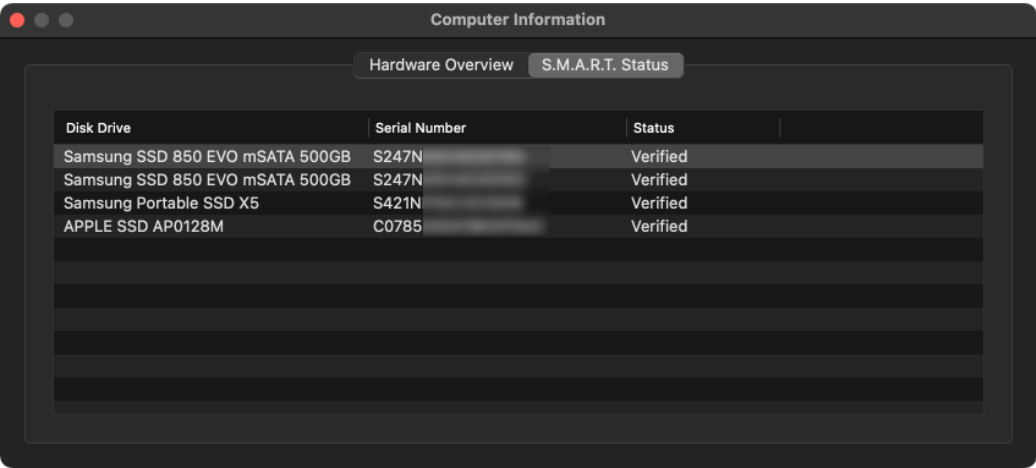 Computer Information
Hardware Overview S.M.A.R.T. Status
Disk Drive Serial Number Status
Samsung SSD 850 EVO mSATA 500GB S247N Verified
Samsung SSD 850 EVO mSATA 500GB S247N Verified
Samsung Portable SSD X5 S421N Verified
APPLE SSD AP0128M C0785 Verified